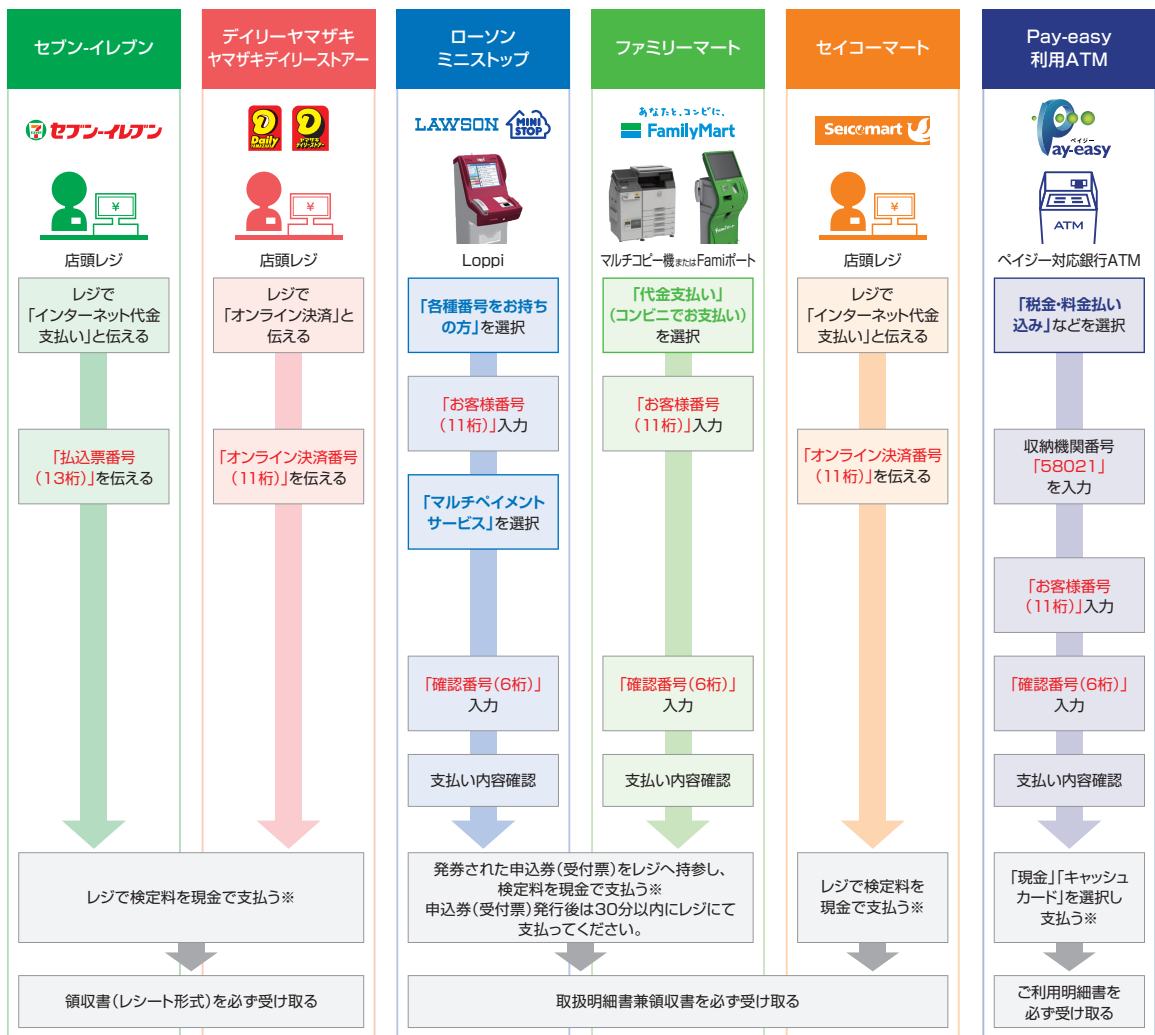 セブン-イレブン
デイリーヤマザキ
ヤマザキデイリーストアー
ローソン
ミニストップ
ファミリーマート
セイコーマート
Pay-easy
利用ATM
セブン-イレブン
Daily
YAMAZAKI
ヤマザキ
デイリーストアー
LAWSON
MINI
STOP
あなたと、コンビに、
FamilyMart
Seicomart
ペイジー
Pay-easy
¥
¥
Loppi
Famiポート
¥
ATM
店頭レジ
店頭レジ
Loppi
マルチコピー機またはFamiポート
店頭レジ
ペイジー対応銀行ATM
レジで
「インターネット代金
支払い」と伝える
レジで
「オンライン決済」と
伝える
「各種番号をお持ち
の方」を選択
「代金支払い」
(コンビニでお支払い)
を選択
レジで
「インターネット代金
支払い」と伝える
「税金・料金払い
込み」などを選択
「お客様番号
(11桁)」入力
「お客様番号
(11桁)」入力
「払込票番号
(13桁)」を伝える
「オンライン決済番号
(11桁)」を伝える
「オンライン決済番号
(11桁)」を伝える
収納機関番号
「58021」
を入力
「マルチペイメント
サービス」を選択
「お客様番号
(11桁)」入力
「確認番号(6桁)」
入力
「確認番号(6桁)」
入力
「確認番号(6桁)」
入力
支払い内容確認
支払い内容確認
支払い内容確認
レジで検定料を現金で支払う※
発券された申込券(受付票)をレジへ持参し、
検定料を現金で支払う※
申込券(受付票)発行後は30分以内にレジにて
支払ってください。
レジで検定料を
現金で支払う※
「現金」「キャッシュ
カード」を選択し
支払う※
領収書(レシート形式)を必ず受け取る
取扱明細書兼領収書を必ず受け取る
ご利用明細書を
必ず受け取る